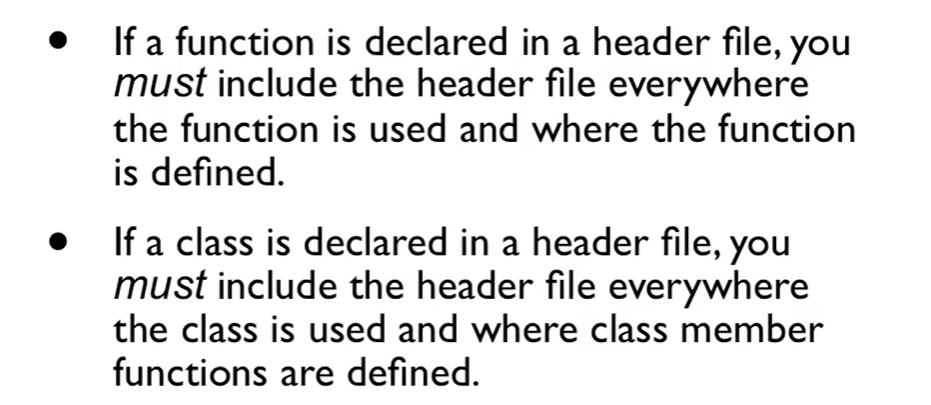 • If a function is declared in a header file, you
must include the header file everywhere
the function is used and where the function
is defined.
• If a class is declared in a header file, you
must include the header file everywhere
the class is used and where class member
functions are defined.